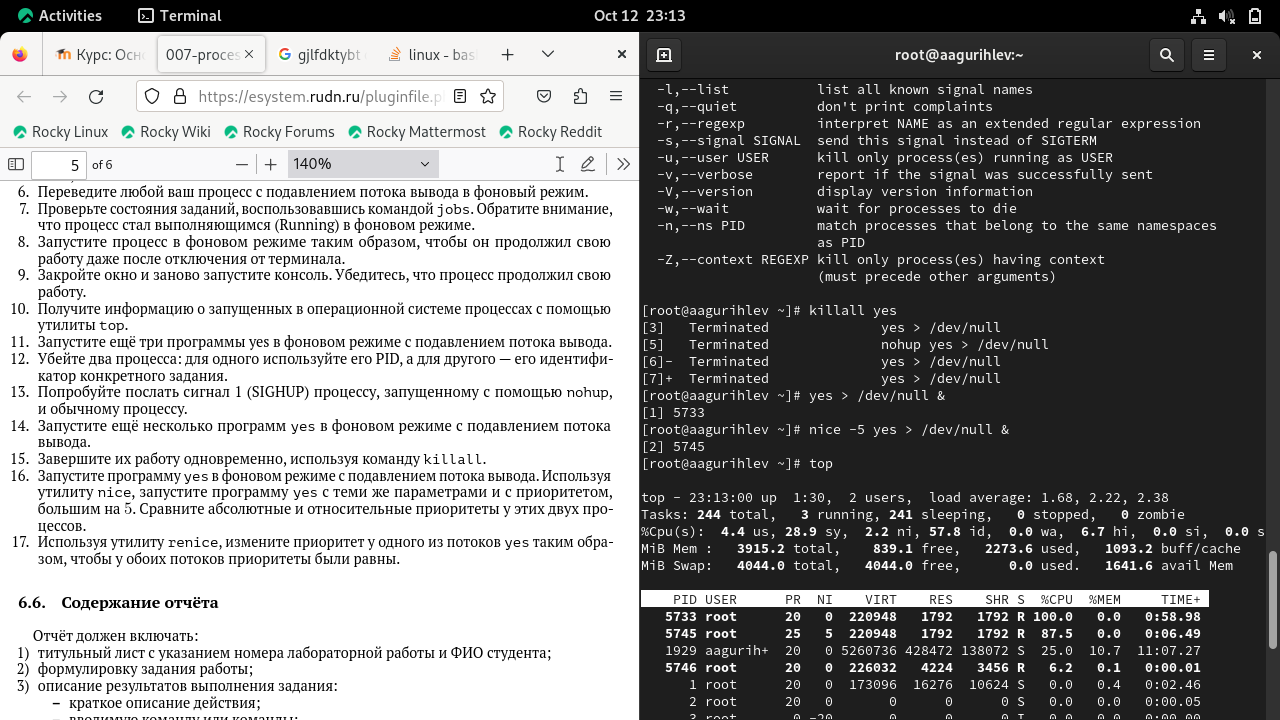 Activities
Terminal
Oct 12 23:13
Курс: Осн
007-proces
gjlfdktybt
linux - bas
https://esystem.rudn.ru/pluginfile.p
Rocky Linux
Rocky Wiki
Rocky Forums
Rocky Mattermost
Rocky Reddit
5 of 6
140%
6. Переведите любой ваш процесс с подавлением потока вывода в фоновый режим.
7. Проверьте состояния заданий, воспользовавшись командой jobs. Обратите внимание,
что процесс стал выполняющимся (Running) в фоновом режиме.
8. Запустите процесс в фоновом режиме таким образом, чтобы он продолжил свою
работу даже после отключения от терминала.
9. Закройте окно и заново запустите консоль. Убедитесь, что процесс продолжил свою
работу.
10. Получите информацию о запущенных в операционной системе процессах с помощью
утилиты top.
11. Запустите ещё три программы yes в фоновом режиме с подавлением потока вывода.
12. Убейте два процесса: для одного используйте его PID, а для другого — его идентифи-
катор конкретного задания.
13. Попробуйте послать сигнал 1 (SIGHUP) процессу, запущенному с помощью nohup,
и обычному процессу.
14. Запустите ещё несколько программ yes в фоновом режиме с подавлением потока
вывода.
15. Завершите их работу одновременно, используя команду killall.
16. Запустите программу yes в фоновом режиме с подавлением потока вывода. Используя
утилиту nice, запустите программу yes с теми же параметрами и с приоритетом,
большим на 5. Сравните абсолютные и относительные приоритеты у этих двух про-
цессов.
17. Используя утилиту renice, измените приоритет у одного из потоков yes таким обра-
зом, чтобы у обоих потоков приоритеты были равны.
6.6. Содержание отчёта
Отчёт должен включать:
1) титульный лист с указанием номера лабораторной работы и ФИО студента;
2) формулировку задания работы;
3) описание результатов выполнения задания:
– краткое описание действия;
– вводимую команду или команды;
root@aagurihlev:~
-l,--list list all known signal names
-q,--quiet don't print complaints
-r,--regexp interpret NAME as an extended regular expression
-s,--signal SIGNAL send this signal instead of SIGTERM
-u,--user USER kill only process(es) running as USER
-v,--verbose report if the signal was successfully sent
-V,--version display version information
-w,--wait wait for processes to die
-n,--ns PID match processes that belong to the same namespaces
as PID
-Z,--context REGEXP kill only process(es) having context
(must precede other arguments)
[root@aagurihlev ~]# killall yes
[3] Terminated yes > /dev/null
[5] Terminated nohup yes > /dev/null
[6]- Terminated yes > /dev/null
[7]+ Terminated yes > /dev/null
[root@aagurihlev ~]# yes > /dev/null &
[1] 5733
[root@aagurihlev ~]# nice -5 yes > /dev/null &
[2] 5745
[root@aagurihlev ~]# top
top - 23:13:00 up 1:30, 2 users, load average: 1.68, 2.22, 2.38
Tasks: 244 total, 3 running, 241 sleeping, 0 stopped, 0 zombie
%Cpu(s): 4.4 us, 28.9 sy, 2.2 ni, 57.8 id, 0.0 wa, 6.7 hi, 0.0 si, 0.0 s
MiB Mem : 3915.2 total, 839.1 free, 2273.6 used, 1093.2 buff/cache
MiB Swap: 4044.0 total, 4044.0 free, 0.0 used. 1641.6 avail Mem
PID USER PR NI VIRT RES SHR S %CPU %MEM TIME+
5733 root 20 0 220948 1792 1792 R 100.0 0.0 0:58.98
5745 root 25 5 220948 1792 1792 R 87.5 0.0 0:06.49
1929 aagurih+ 20 0 5260736 428472 138072 S 25.0 10.7 11:07.27
5746 root 20 0 226032 4224 3456 R 6.2 0.1 0:00.01
1 root 20 0 173096 16276 10624 S 0.0 0.4 0:02.46
2 root 20 0 0 0 0 S 0.0 0.0 0:00.05
3 root 0 -20 0 0 0 I 0.0 0.0 0:00.00